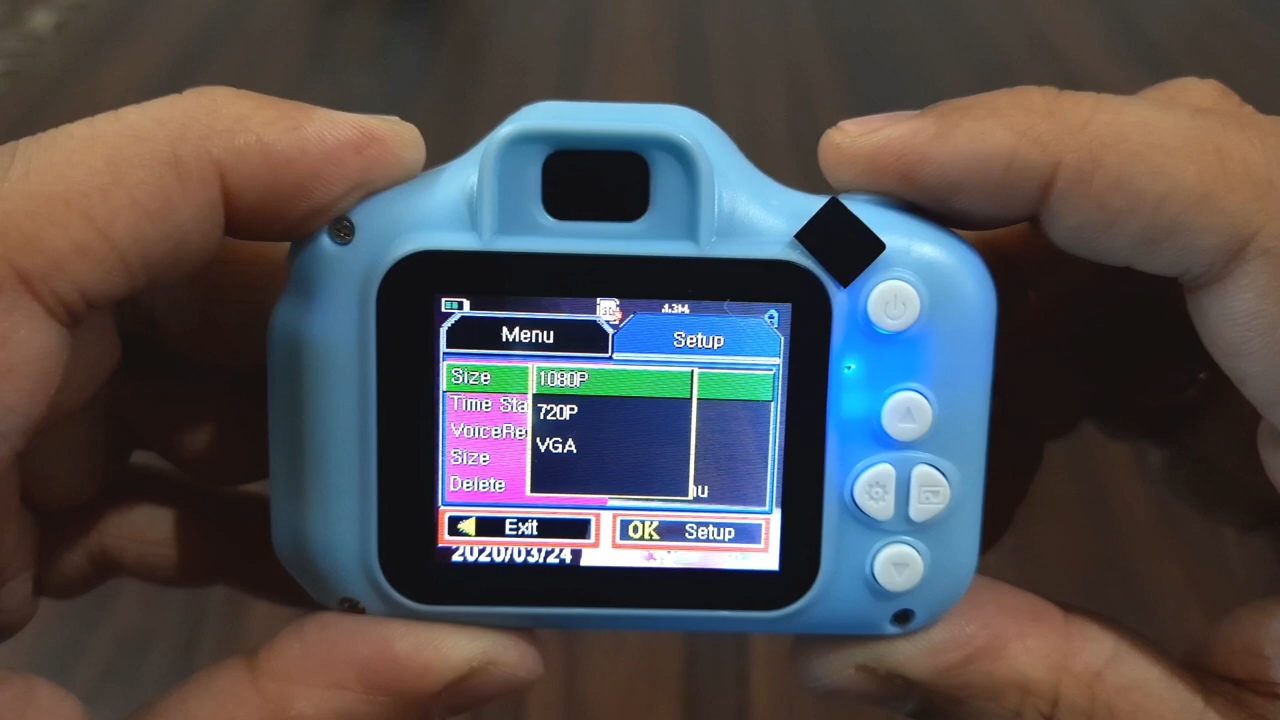 1.3M
Menu
Setup
Size
1080P
Time Sta
720P
VoiceRe
VGA
Size
Delete
nu
Exit
OK Setup
2020/03/24